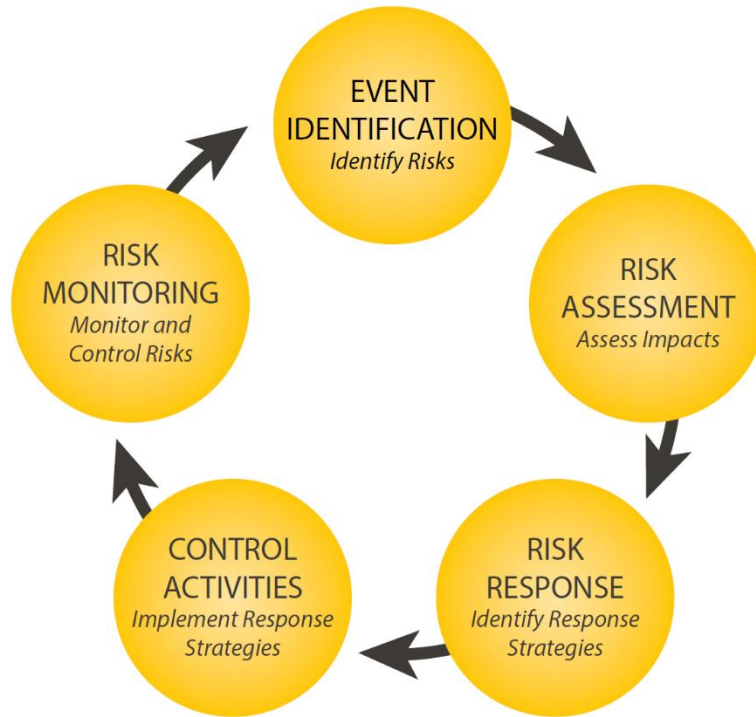 EVENT
IDENTIFICATION
Identify Risks
RISK
ASSESSMENT
Assess Impacts
RISK
RESPONSE
Identify Response
Strategies
CONTROL
ACTIVITIES
Implement Response
Strategies
RISK
MONITORING
Monitor and
Control Risks